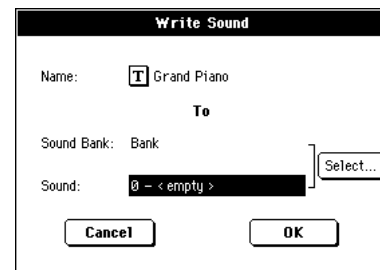 Write Sound
Name: T Grand Piano
To
Sound Bank: Bank
Select...
Sound: 0 - < empty >
Cancel OK